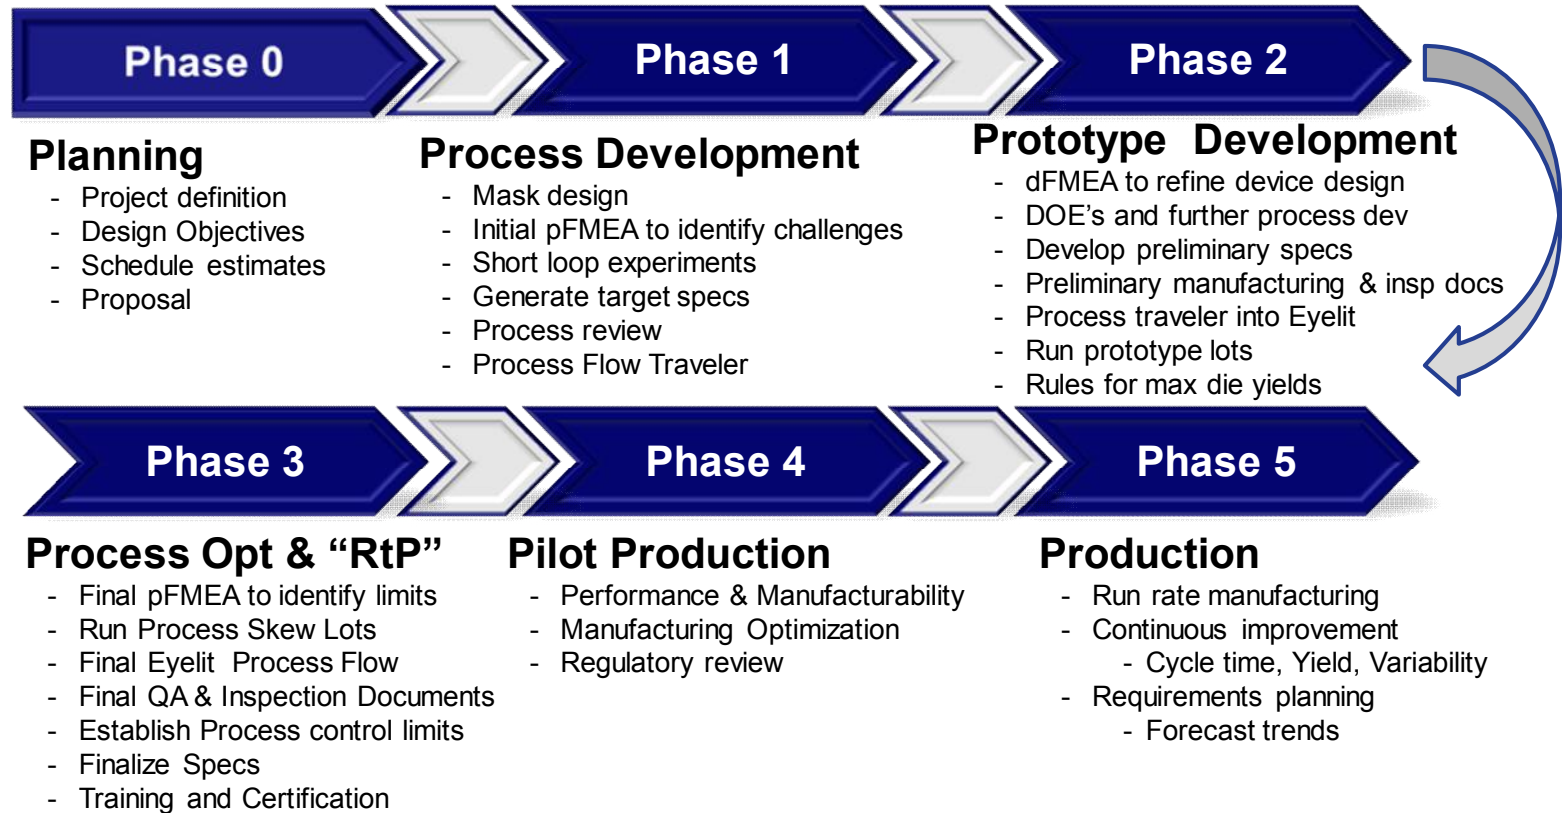 Phase 0
Phase 1
Phase 2
Planning
- Project definition
- Design Objectives
- Schedule estimates
- Proposal
Process Development
- Mask design
- Initial pFMEA to identify challenges
- Short loop experiments
- Generate target specs
- Process review
- Process Flow Traveler
Prototype Development
- dFMEA to refine device design
- DOE’s and further process dev
- Develop preliminary specs
- Preliminary manufacturing & insp docs
- Process traveler into Eyelit
- Run prototype lots
- Rules for max die yields
Phase 3
Phase 4
Phase 5
Process Opt & “RtP”
- Final pFMEA to identify limits
- Run Process Skew Lots
- Final Eyelit Process Flow
- Final QA & Inspection Documents
- Establish Process control limits
- Finalize Specs
- Training and Certification
Pilot Production
- Performance & Manufacturability
- Manufacturing Optimization
- Regulatory review
Production
- Run rate manufacturing
- Continuous improvement
- Cycle time, Yield, Variability
- Requirements planning
- Forecast trends